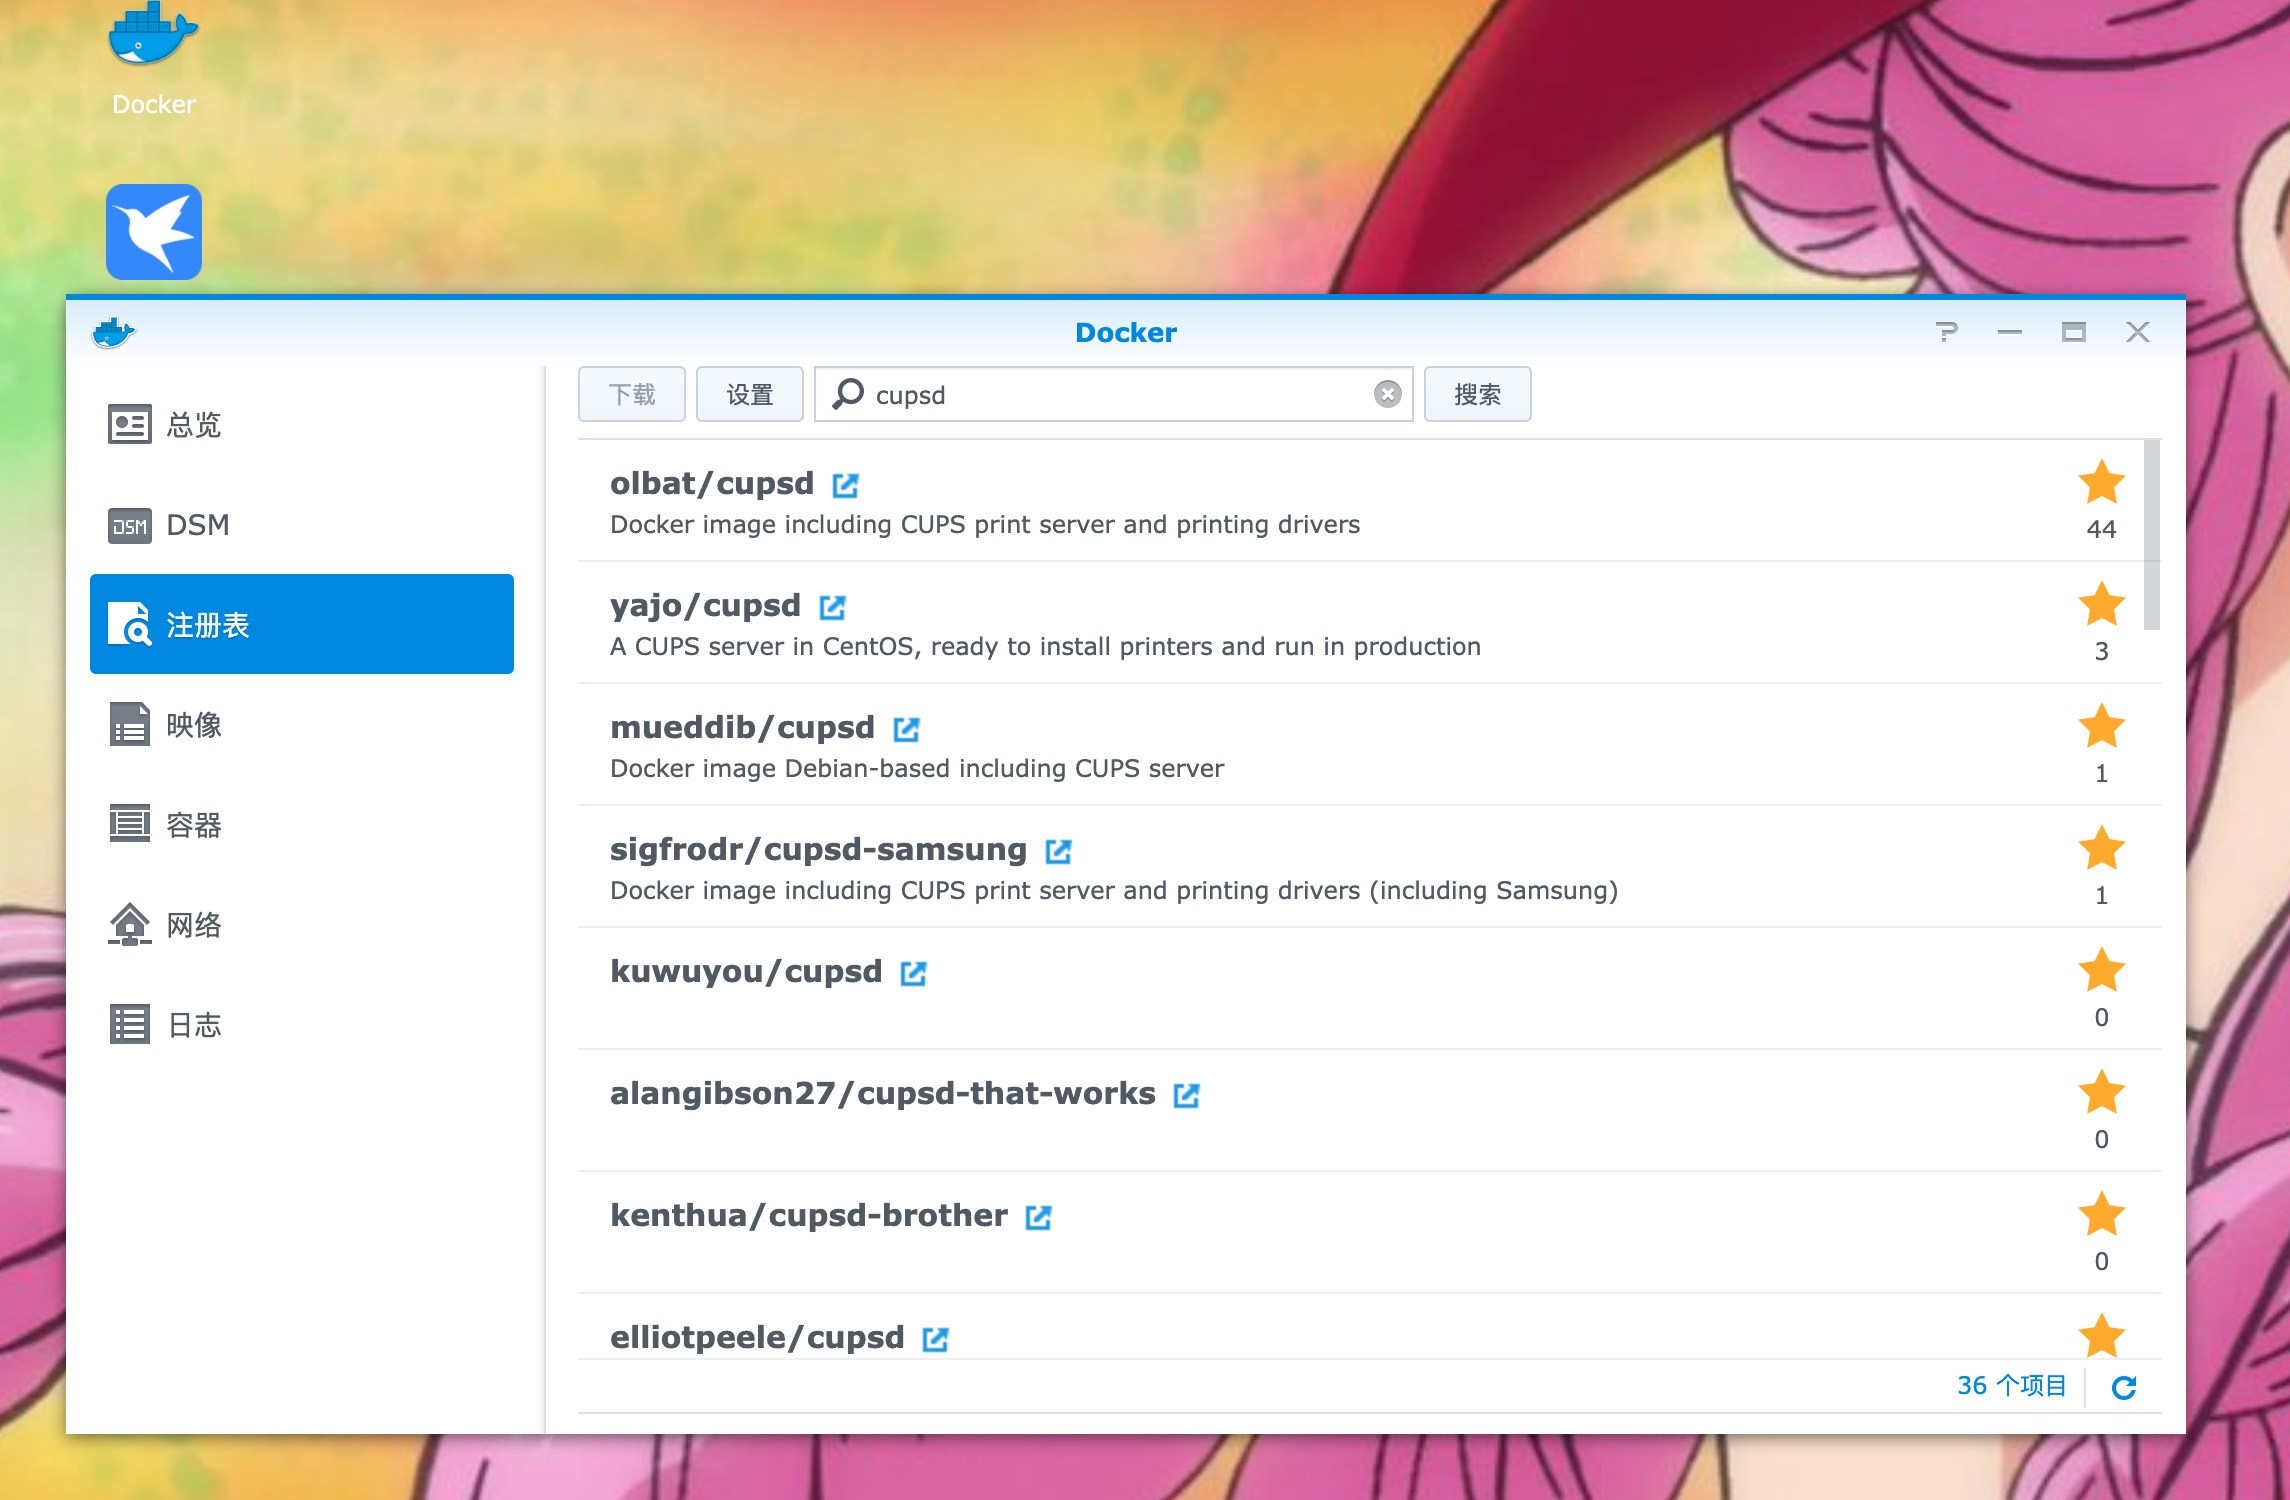 Docker
Docker
总览
DSM
DSM
注册表
映像
容器
网络
日志
下载
设置
cupsd
搜索
olbat/cupsd
Docker image including CUPS print server and printing drivers
44
yajo/cupsd
A CUPS server in CentOS, ready to install printers and run in production
3
mueddib/cupsd
Docker image Debian-based including CUPS server
1
sigfrodr/cupsd-samsung
Docker image including CUPS print server and printing drivers (including Samsung)
1
kuwuyou/cupsd
0
alangibson27/cupsd-that-works
0
kenthua/cupsd-brother
0
elliotpeele/cupsd
36 个项目